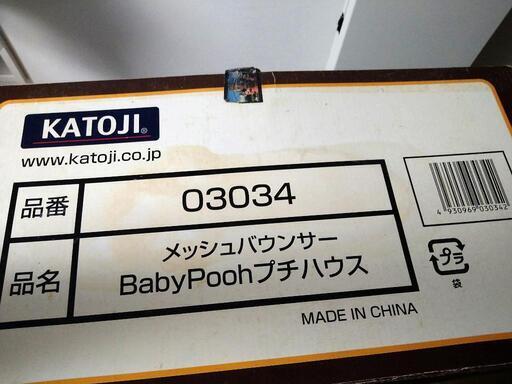 KATOJI®
www.katoji.co.jp
品番 03034
品名 メッシュバウンサー
BabyPoohプチハウス
4 930969 030342
プラ
袋
MADE IN CHINA